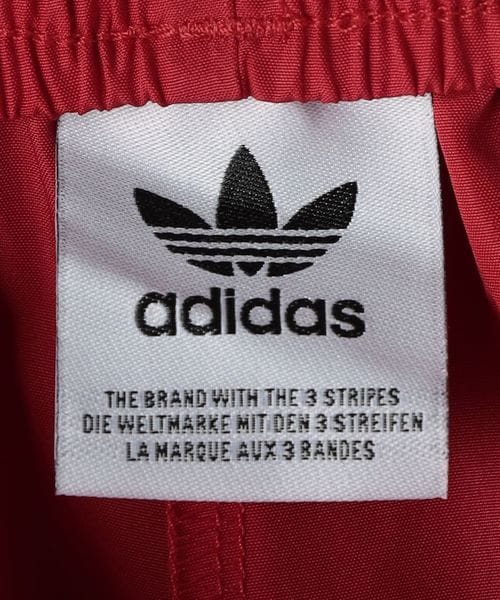 adidas
THE BRAND WITH THE 3 STRIPES
DIE WELTMARKE MIT DEN 3 STREIFEN
LA MARQUE AUX 3 BANDES